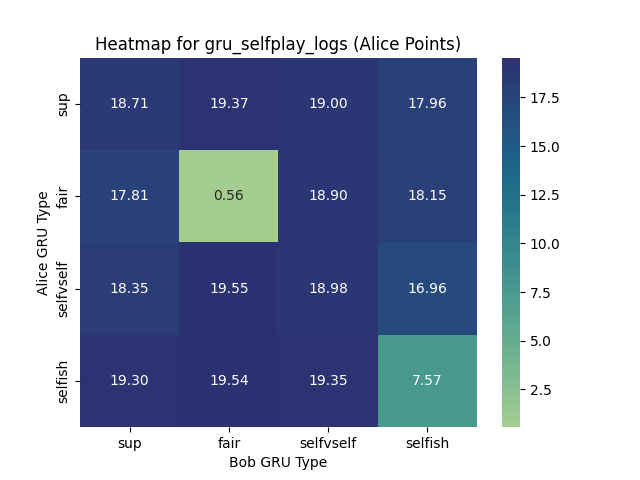 Heatmap for gru_selfplay_logs (Alice Points)
Alice GRU Type
sup
18.71 19.37 19.00 17.96
fair
17.81 0.56 18.90 18.15
selfvself
18.35 19.55 18.98 16.96
selfish
19.30 19.54 19.35 7.57
sup fair selfvself selfish
Bob GRU Type
17.5
15.0
12.5
10.0
7.5
5.0
2.5